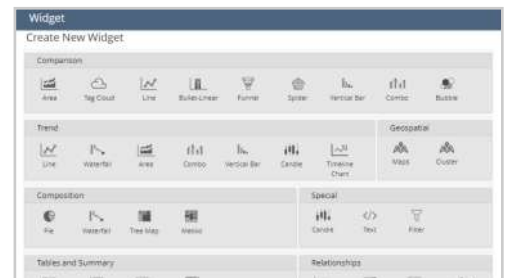 Widget
Create New Widget
Comparison
Area Tag Cloud Line Bullet-Linear Funnel Spider Vertical Bar Combo Bubble
Trend Geospatial
Line Waterfall Area Combo Vertical Bar Candle Timeline Chart Maps Cluster
Composition Special
Pie Waterfall Tree Map Mekko Candle Text Filter
Tables and Summary Relationships